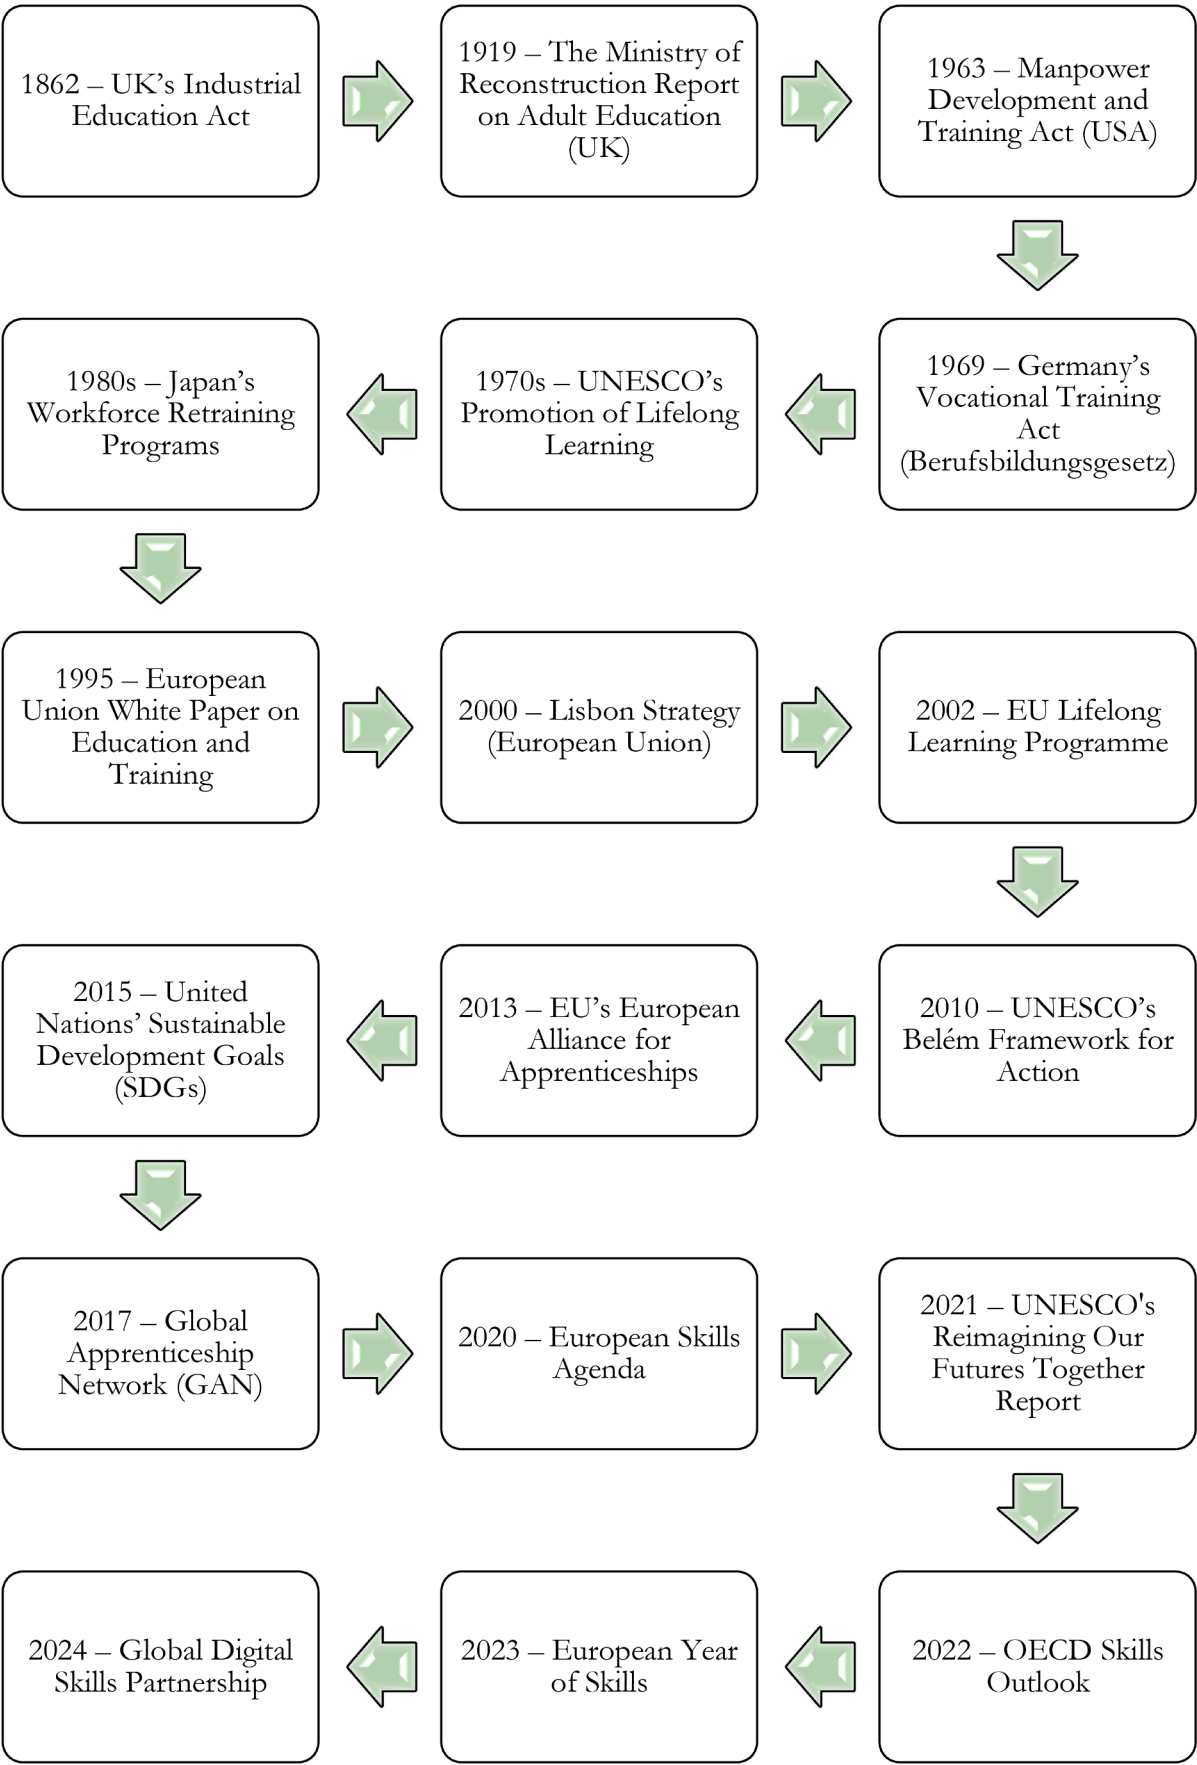 1862 – UK’s Industrial
Education Act
1919 – The Ministry of
Reconstruction Report
on Adult Education
(UK)
1963 – Manpower
Development and
Training Act (USA)
1969 – Germany’s
Vocational Training
Act
(Berufsbildungsgesetz)
1970s – UNESCO’s
Promotion of Lifelong
Learning
1980s – Japan’s
Workforce Retraining
Programs
1995 – European
Union White Paper on
Education and
Training
2000 – Lisbon Strategy
(European Union)
2002 – EU Lifelong
Learning Programme
2010 – UNESCO’s
Belém Framework for
Action
2013 – EU’s European
Alliance for
Apprenticeships
2015 – United
Nations’ Sustainable
Development Goals
(SDGs)
2017 – Global
Apprenticeship
Network (GAN)
2020 – European Skills
Agenda
2021 – UNESCO's
Reimagining Our
Futures Together
Report
2022 – OECD Skills
Outlook
2023 – European Year
of Skills
2024 – Global Digital
Skills Partnership